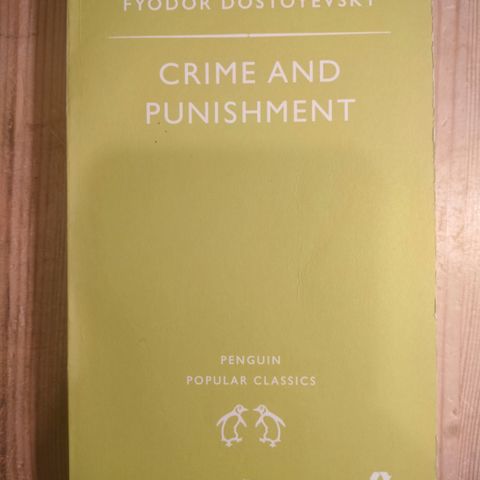 FYODOR DOSTOYEVSKY
CRIME AND
PUNISHMENT
PENGUIN
POPULAR CLASSICS